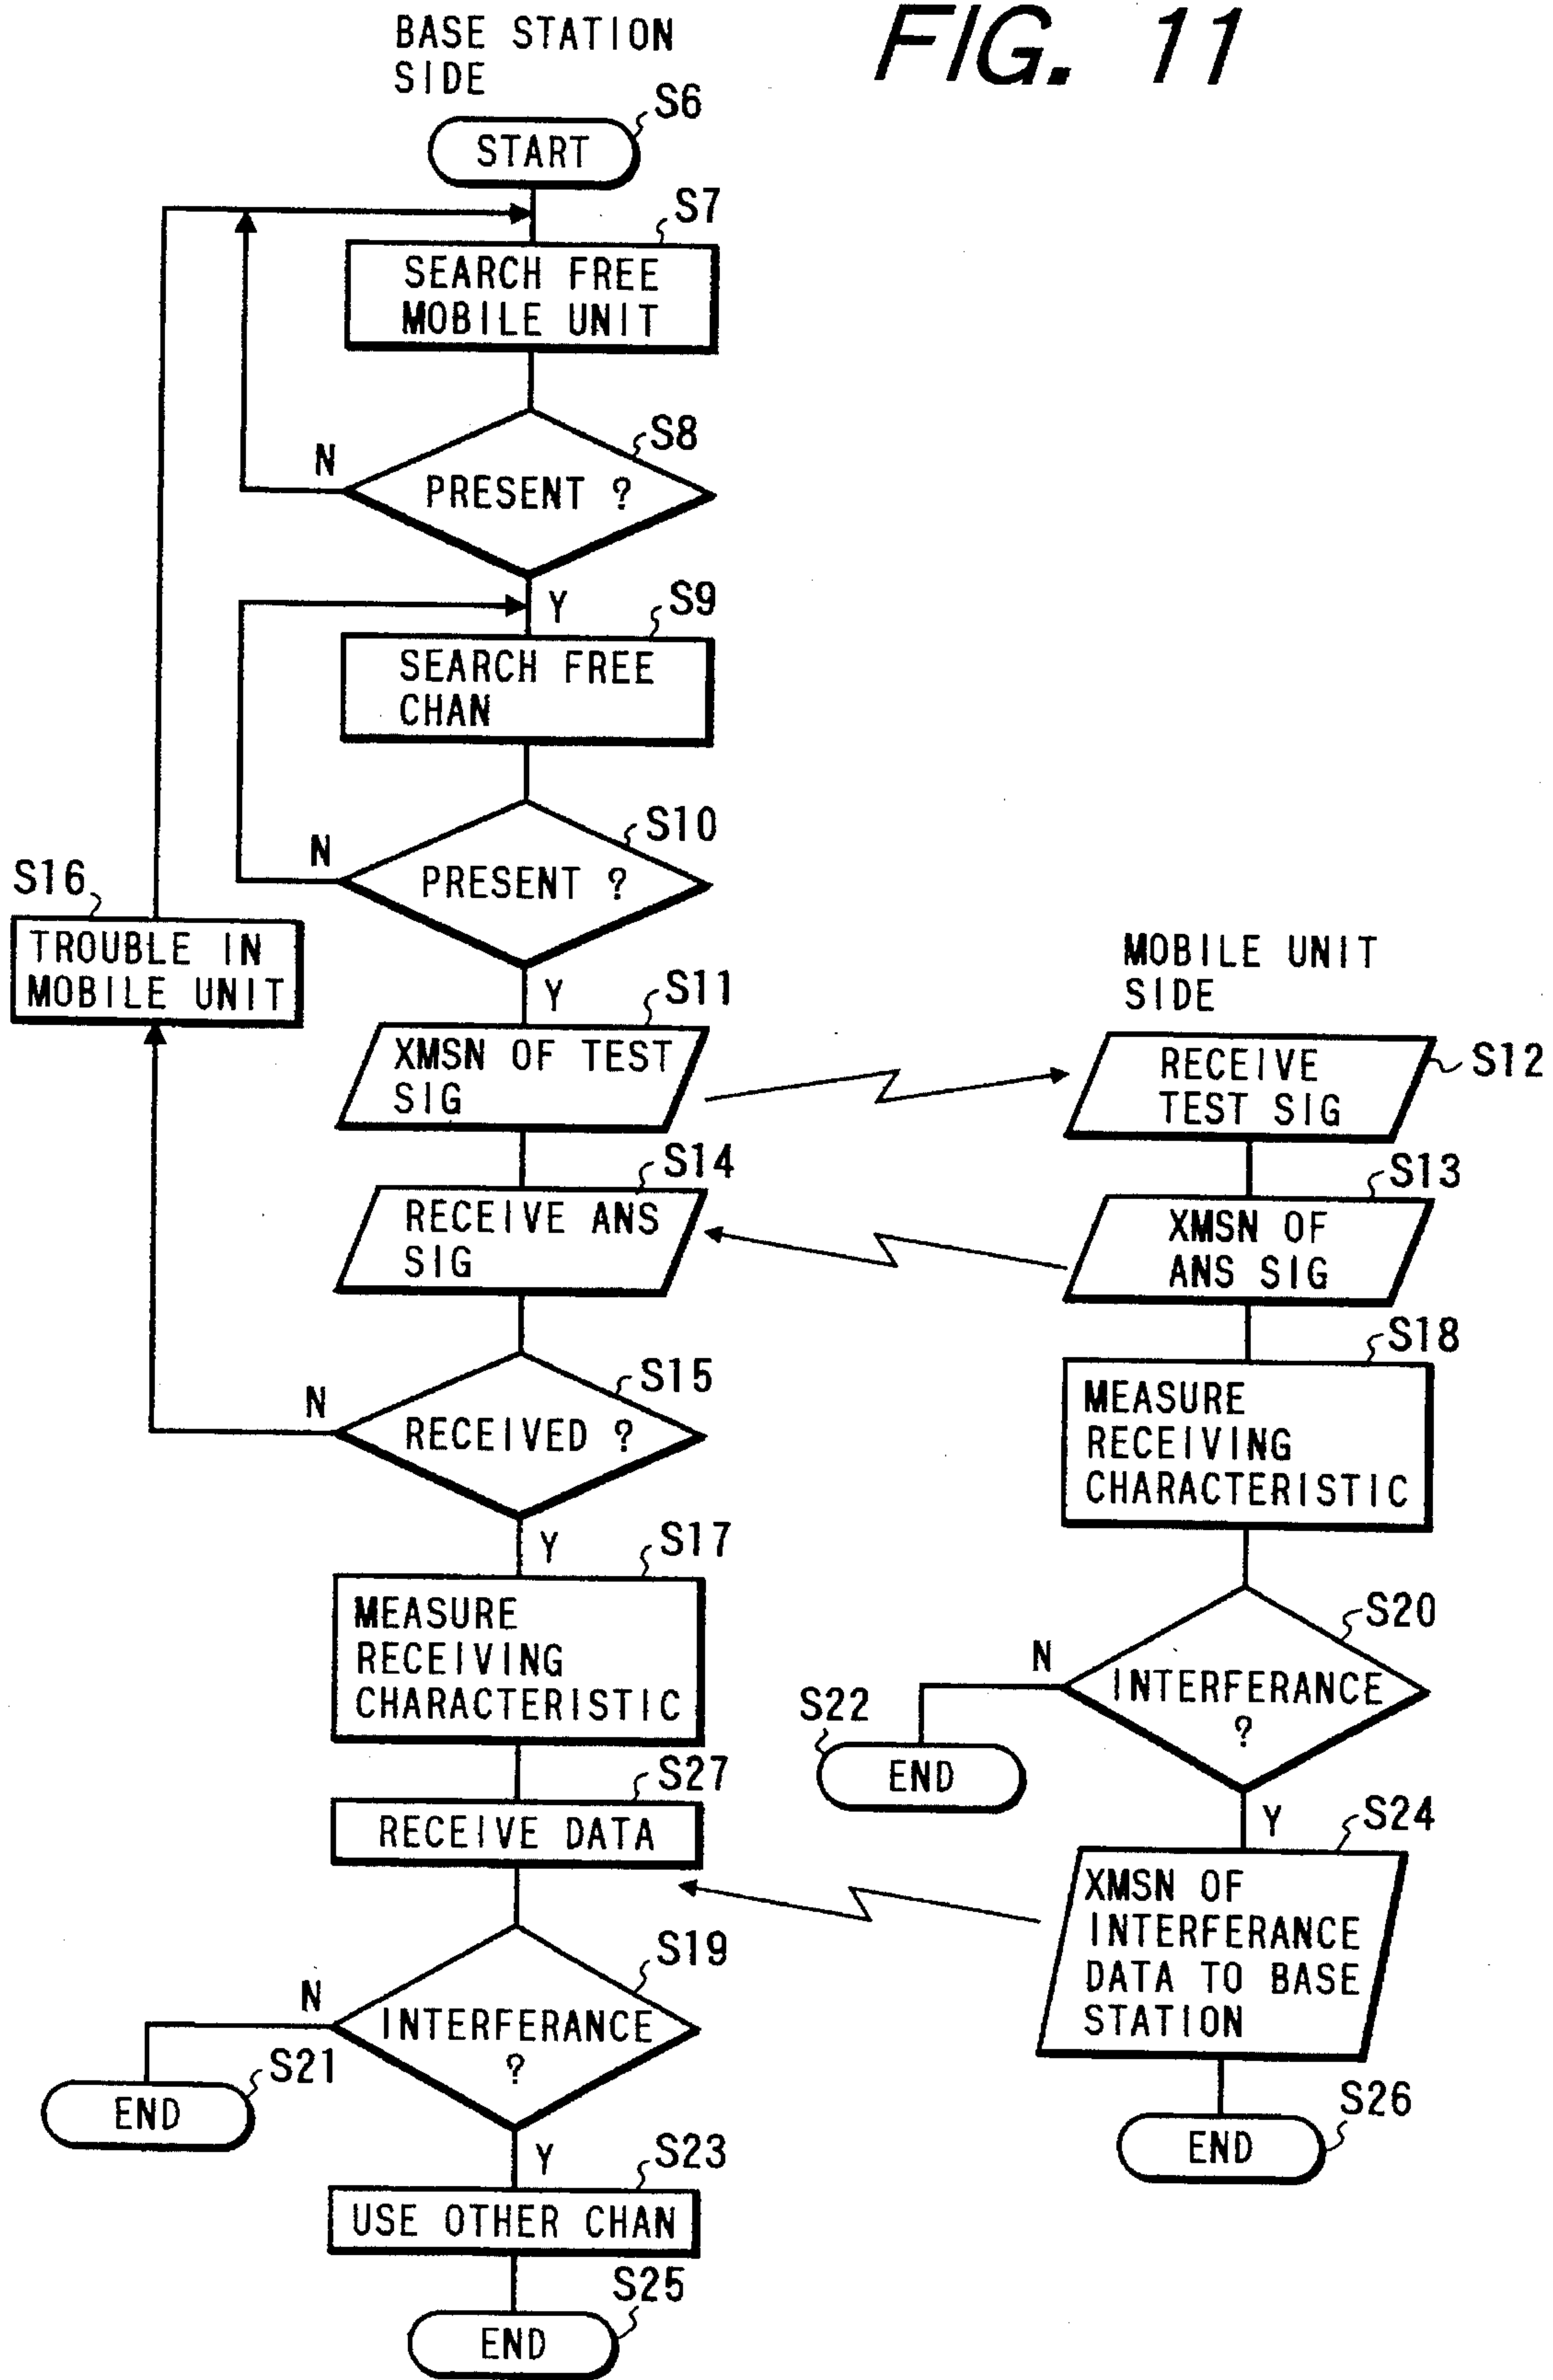 FIG. 11
BASE STATION
SIDE
S6
START
S7
SEARCH FREE
MOBILE UNIT
S8
N
PRESENT ?
Y
S9
SEARCH FREE
CHAN
S10
N
PRESENT ?
S16
TROUBLE IN
MOBILE UNIT
Y
S11
XMSN OF TEST
SIG
S14
RECEIVE ANS
SIG
S15
N
RECEIVED ?
Y
S17
MEASURE
RECEIVING
CHARACTERISTIC
S27
RECEIVE DATA
S19
N
INTERFERANCE
?
S21
END
Y
S23
USE OTHER CHAN
S25
END
MOBILE UNIT
SIDE
S12
RECEIVE
TEST SIG
S13
XMSN OF
ANS SIG
S18
MEASURE
RECEIVING
CHARACTERISTIC
S20
N
INTERFERANCE
?
S22
END
Y
S24
XMSN OF
INTERFERANCE
DATA TO BASE
STATION
S26
END